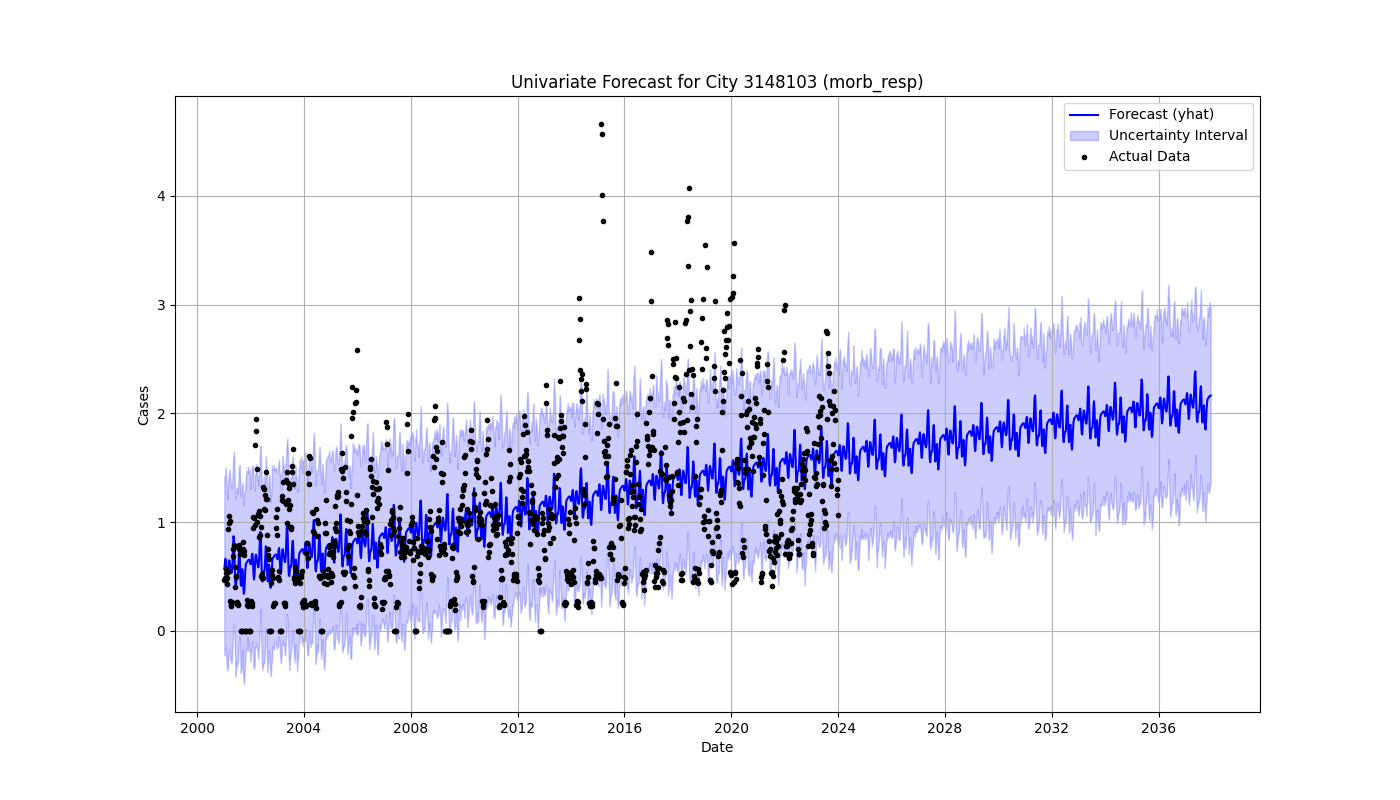 Univariate Forecast for City 3148103 (morb_resp)
Forecast (yhat)
Uncertainty Interval
Actual Data
4
3
2
1
0
Cases
2000 2004 2008 2012 2016 2020 2024 2028 2032 2036
Date